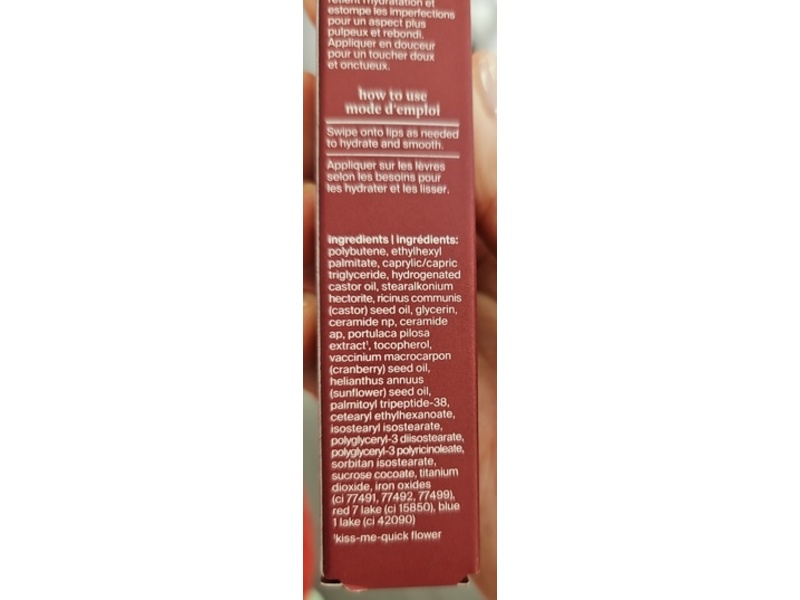 retient l'hydratation et
estompe les imperfections
pour un aspect plus
pulpeux et rebondi.
Appliquer en douceur
pour un toucher doux
et onctueux.
how to use
mode d'emploi
Swipe onto lips as needed
to hydrate and smooth.
Appliquer sur les lèvres
selon les besoins pour
les hydrater et les lisser.
ingredients | ingrédients:
polybutene, ethylhexyl
palmitate, caprylic/capric
triglyceride, hydrogenated
castor oil, stearalkonium
hectorite, ricinus communis
(castor) seed oil, glycerin,
ceramide np, ceramide
ap, portulaca pilosa
extract¹, tocopherol,
vaccinium macrocarpon
(cranberry) seed oil,
helianthus annuus
(sunflower) seed oil,
palmitoyl tripeptide-38,
cetearyl ethylhexanoate,
isostearyl isostearate,
polyglyceryl-3 diisostearate,
polyglyceryl-3 polyricinoleate,
sorbitan isostearate,
sucrose cocoate, titanium
dioxide, iron oxides
(ci 77491, 77492, 77499),
red 7 lake (ci 15850), blue
1 lake (ci 42090)
¹kiss-me-quick flower